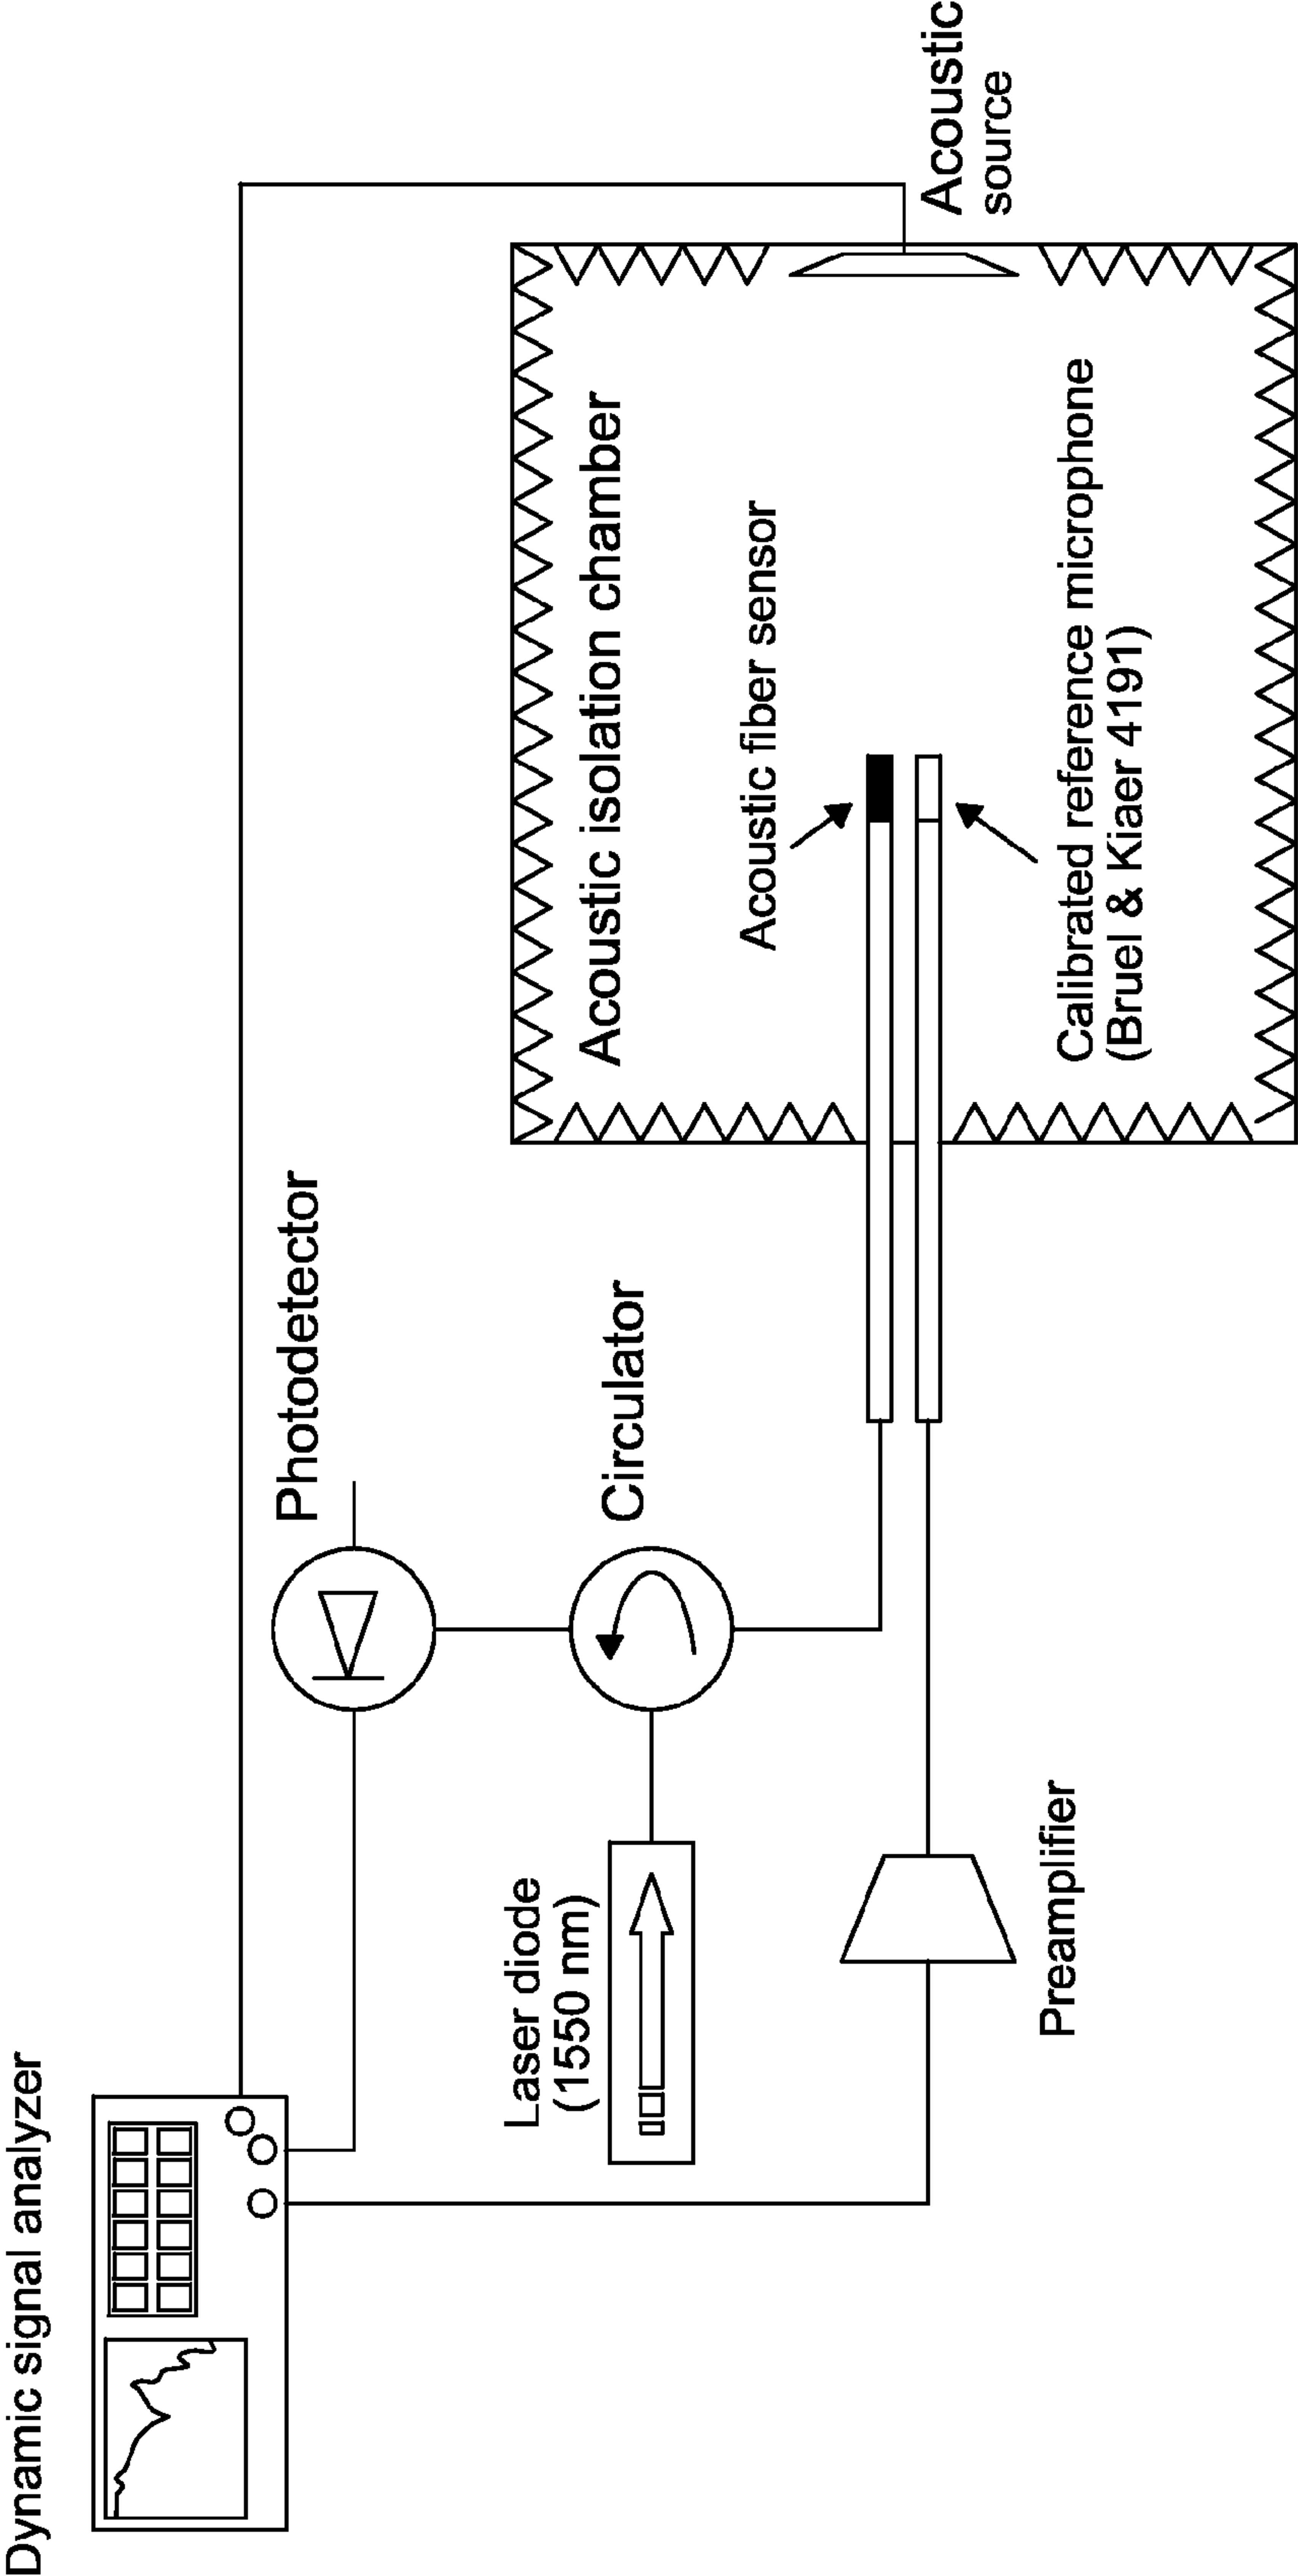 Dynamic signal analyzer
Photodetector
Laser diode
(1550 nm)
Circulator
Acoustic isolation chamber
Acoustic fiber sensor
Acoustic
source
Preamplifier
Calibrated reference microphone
(Bruel & Kiaer 4191)